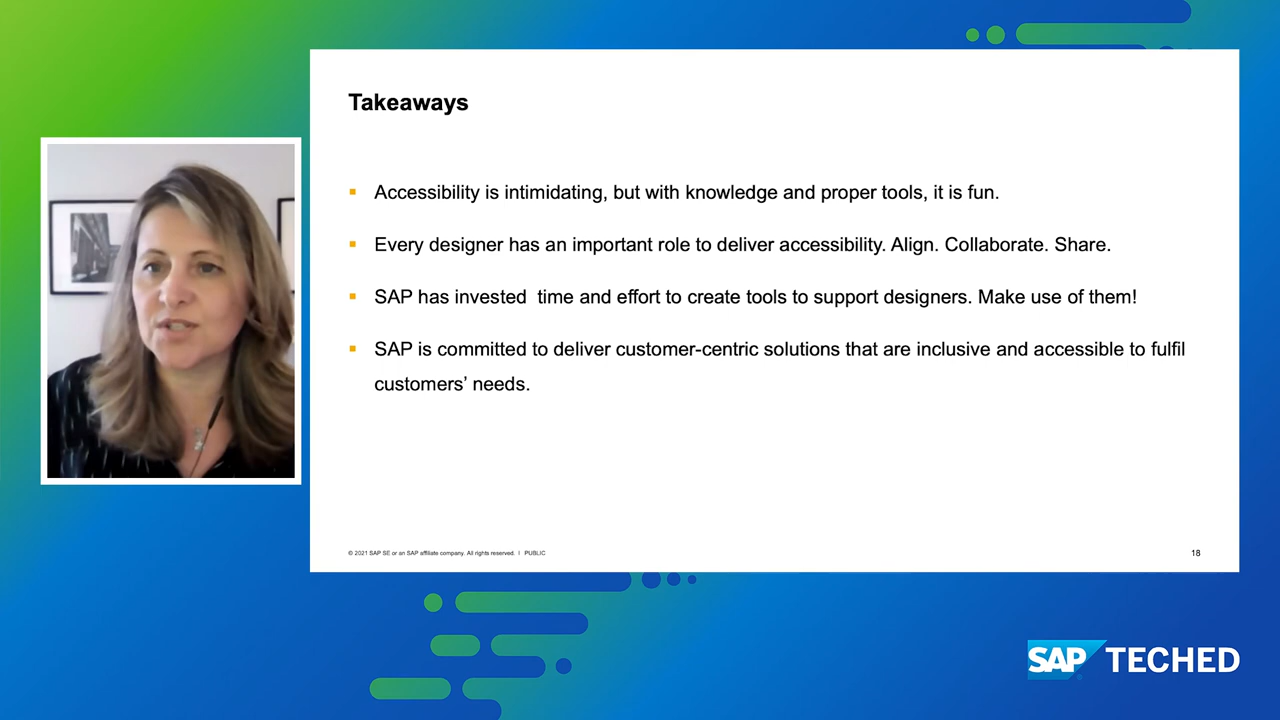 Takeaways
Accessibility is intimidating, but with knowledge and proper tools, it is fun.
Every designer has an important role to deliver accessibility. Align. Collaborate. Share.
SAP has invested  time and effort to create tools to support designers. Make use of them!
SAP is committed to deliver customer-centric solutions that are inclusive and accessible to fulfil
customers’ needs.
© 2021 SAP SE or an SAP affiliate company. All rights reserved. I PUBLIC
18
SAP TECHED